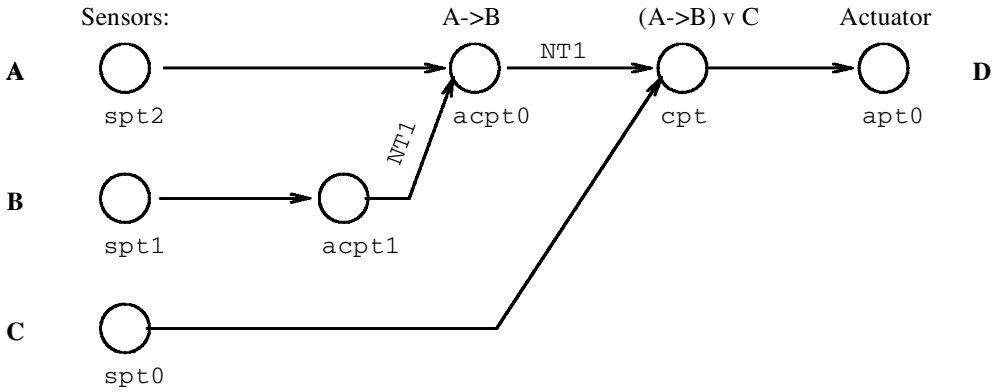 Sensors:
A->B
(A->B) v C
Actuator
A
NT1
D
spt2
acpt0
cpt
apt0
NT1
B
spt1
acpt1
C
spt0